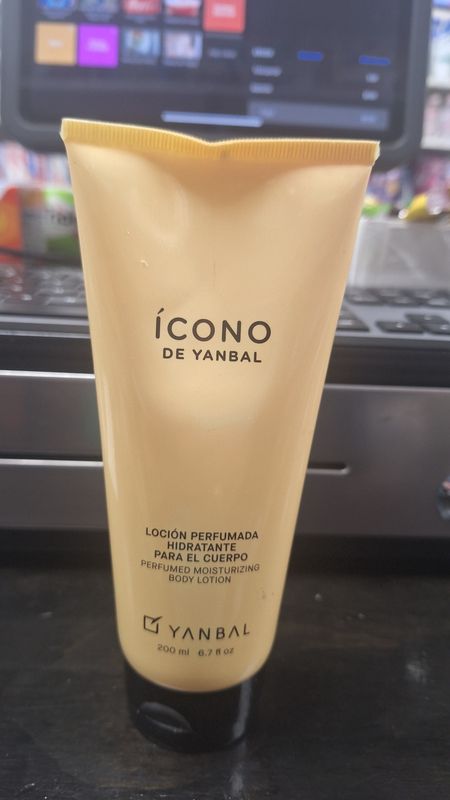 ÍCONO
DE YANBAL
LOCIÓN PERFUMADA
HIDRATANTE
PARA EL CUERPO
PERFUMED MOISTURIZING
BODY LOTION
YANBAL
200 ml 6.7 fl oz